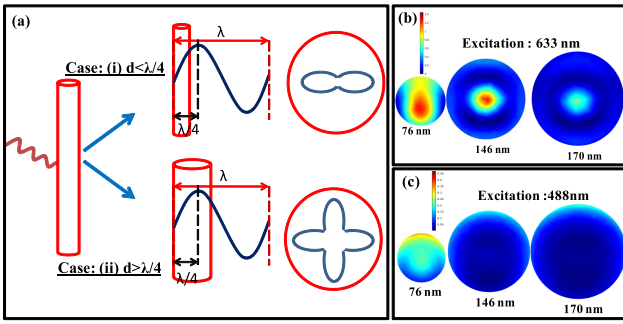 (a)
λ
Case: (i) d<λ/4
λ/4
λ
Case: (ii) d>λ/4
λ/4
(b)
Excitation : 633 nm
76 nm
146 nm
170 nm
(c)
Excitation :488nm
76 nm
146 nm
170 nm